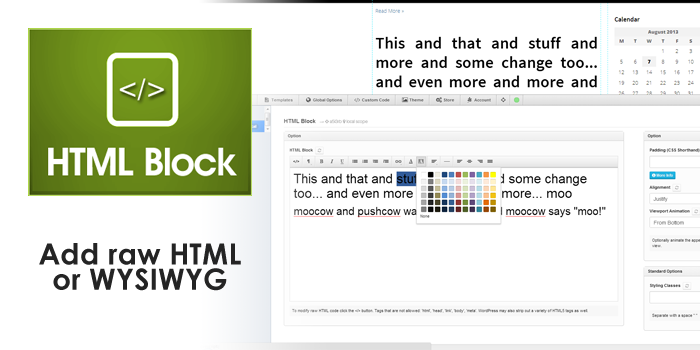 </>
HTML Block
Add raw HTML
or WYSIWYG
Read More »
This and that and stuff and
more and some change too...
and even more and more and
Calendar
August 2013
M T W T F S S
1 2 3 4
5 6 7 8 9 10 11
12 13 14 15 16 17 18
19 20 21 22 23 24 25
Templates Global Options Custom Code Theme Store Account
HTML Block
Option
HTML Block
This and that and stuf d some change
too... and even more more... moo
moocow and pushcow wa d moocow says "moo!"
None
To modify raw HTML code click the </> button. Tags that are not allowed: 'html', 'head', 'link', 'body', 'meta'. WordPress may also strip out a variety of HTML5 tags as well.
Option
Padding (CSS Shorthand)
More Info
Alignment
Justify
Viewport Animation
From Bottom
Optionally animate the appea
view.
Standard Options
Styling Classes
Separate with a space " "